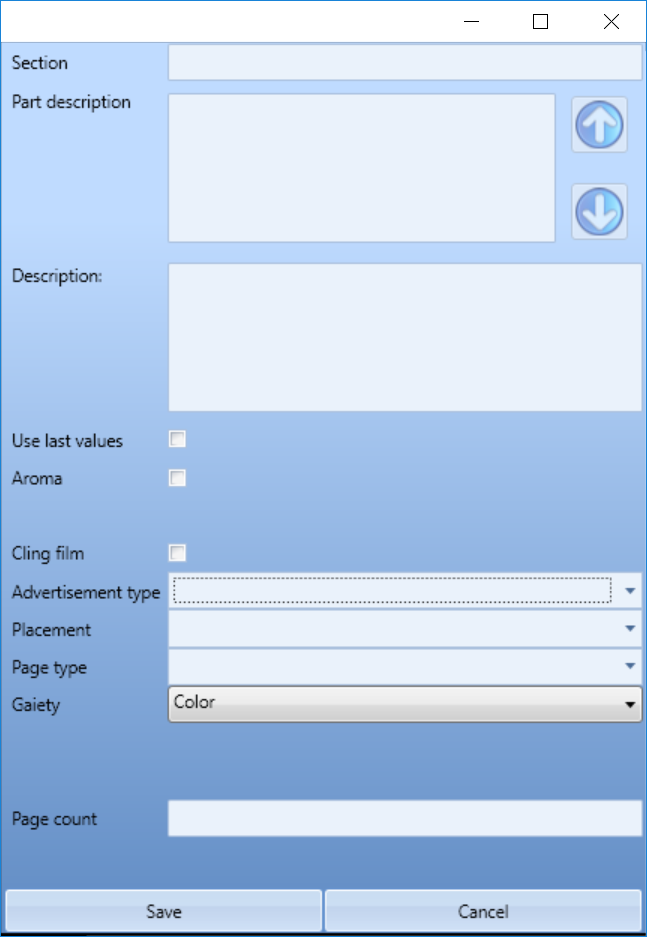 Section
Part description
Description:
Use last values
Aroma
Cling film
Advertisement type
Placement
Page type
Gaiety Color
Page count
Save Cancel